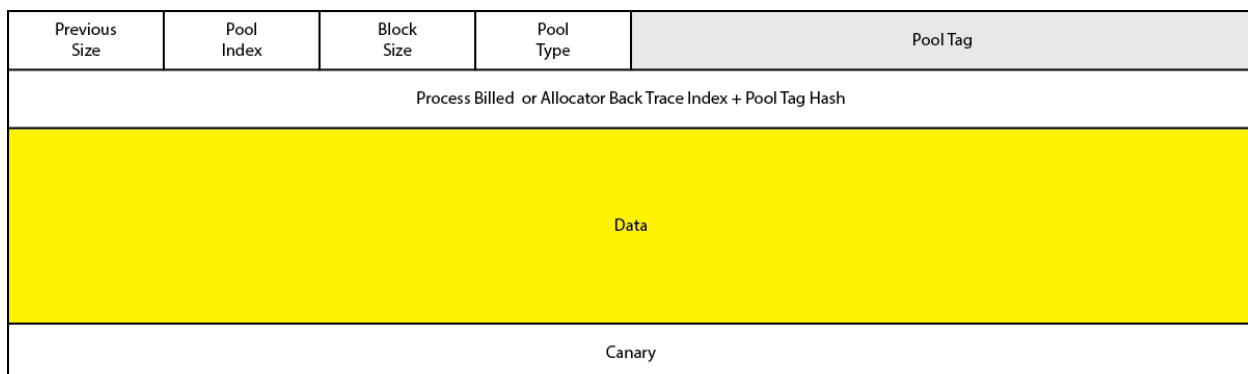 Previous
Size
Pool
Index
Block
Size
Pool
Type
Pool Tag
Process Billed or Allocator Back Trace Index + Pool Tag Hash
Data
Canary